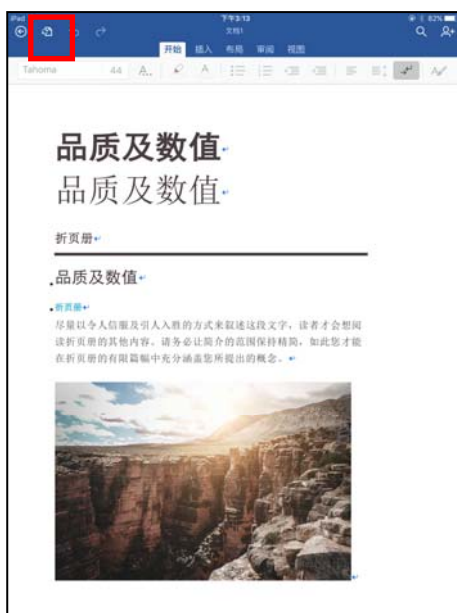 iPad 下午3:13 82%
文档1
开始 插入 布局 审阅 视图
Tahoma 44 A.. A
品质及数值
品质及数值
折页册
品质及数值
折页册
尽量以令人信服及引人入胜的方式来叙述这段文字，读者才会想阅
读折页册的其他内容。请务必让简介的范围保持精简，如此您才能
在折页册的有限篇幅中充分涵盖您所提出的概念。